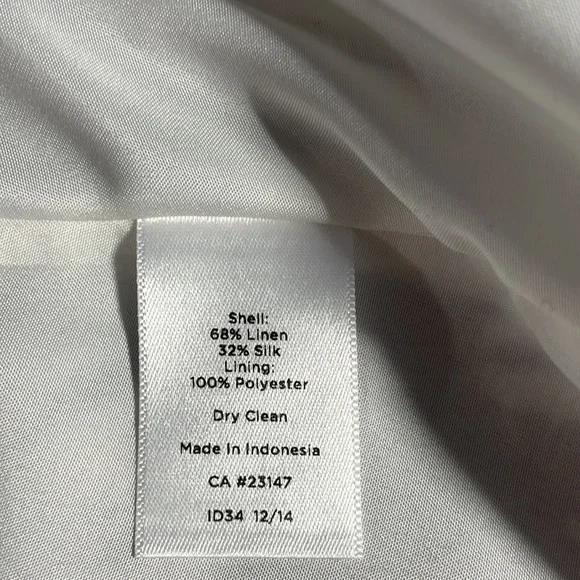 Shell:
68% Linen
32% Silk
Lining:
100% Polyester
Dry Clean
Made In Indonesia
CA #23147
ID34 12/14